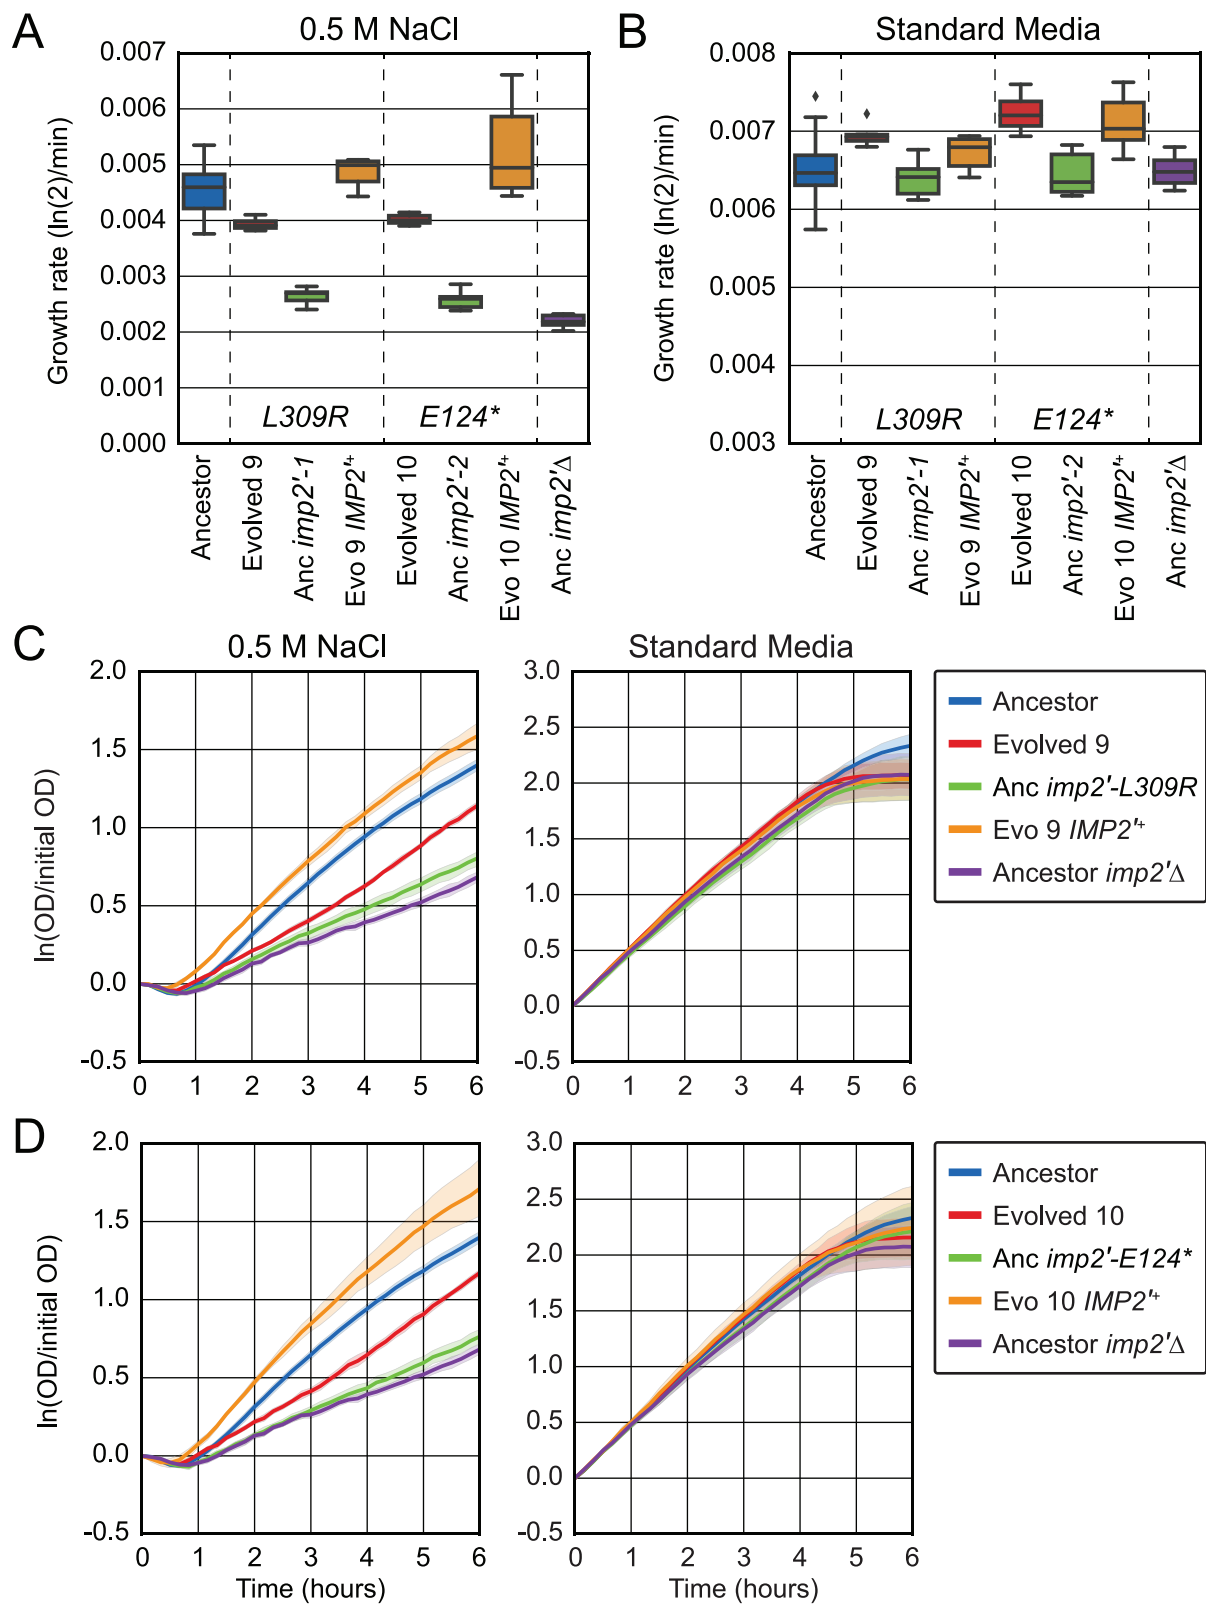 A
0.5 M NaCl
Growth rate (ln(2)/min)
0.007
0.006
0.005
0.004
0.003
0.002
0.001
0.000
L309R
E124*
Ancestor
Evolved 9
Anc imp2'-1
Evo 9 IMP2'+
Evolved 10
Anc imp2'-2
Evo 10 IMP2'+
Anc imp2'Δ
B
Standard Media
Growth rate (ln(2)/min)
0.008
0.007
0.006
0.005
0.004
0.003
L309R
E124*
Ancestor
Evolved 9
Anc imp2'-1
Evo 9 IMP2'+
Evolved 10
Anc imp2'-2
Evo 10 IMP2'+
Anc imp2'Δ
C
0.5 M NaCl
ln(OD/initial OD)
2.0
1.5
1.0
0.5
0.0
-0.5
0 1 2 3 4 5 6
Standard Media
3.0
2.5
2.0
1.5
1.0
0.5
0.0
-0.5
0 1 2 3 4 5 6
Ancestor
Evolved 9
Anc imp2'-L309R
Evo 9 IMP2'+
Ancestor imp2'Δ
D
ln(OD/initial OD)
2.0
1.5
1.0
0.5
0.0
-0.5
0 1 2 3 4 5 6
Time (hours)
3.0
2.5
2.0
1.5
1.0
0.5
0.0
-0.5
0 1 2 3 4 5 6
Time (hours)
Ancestor
Evolved 10
Anc imp2'-E124*
Evo 10 IMP2'+
Ancestor imp2'Δ